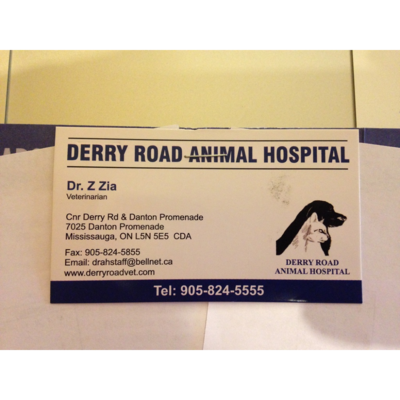 DERRY ROAD ANIMAL HOSPITAL
Dr. Z Zia
Veterinarian
Cnr Derry Rd & Danton Promenade
7025 Danton Promenade
Mississauga, ON L5N 5E5 CDA
Fax: 905-824-5855
Email: drahstaff@bellnet.ca
www.derryroadvet.com
DERRY ROAD
ANIMAL HOSPITAL
Tel: 905-824-5555